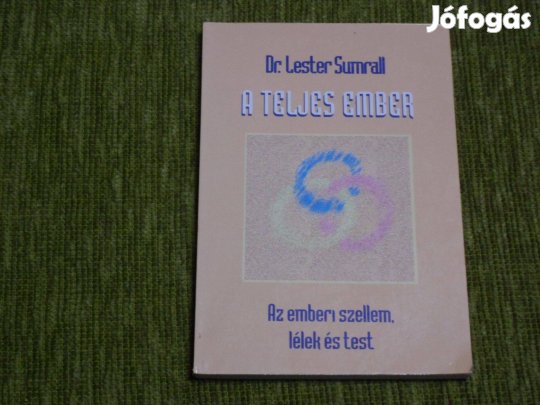 Jófogás
Dr. Lester Sumrall
A TELJES EMBER
Az emberi szellem,
lélek és test